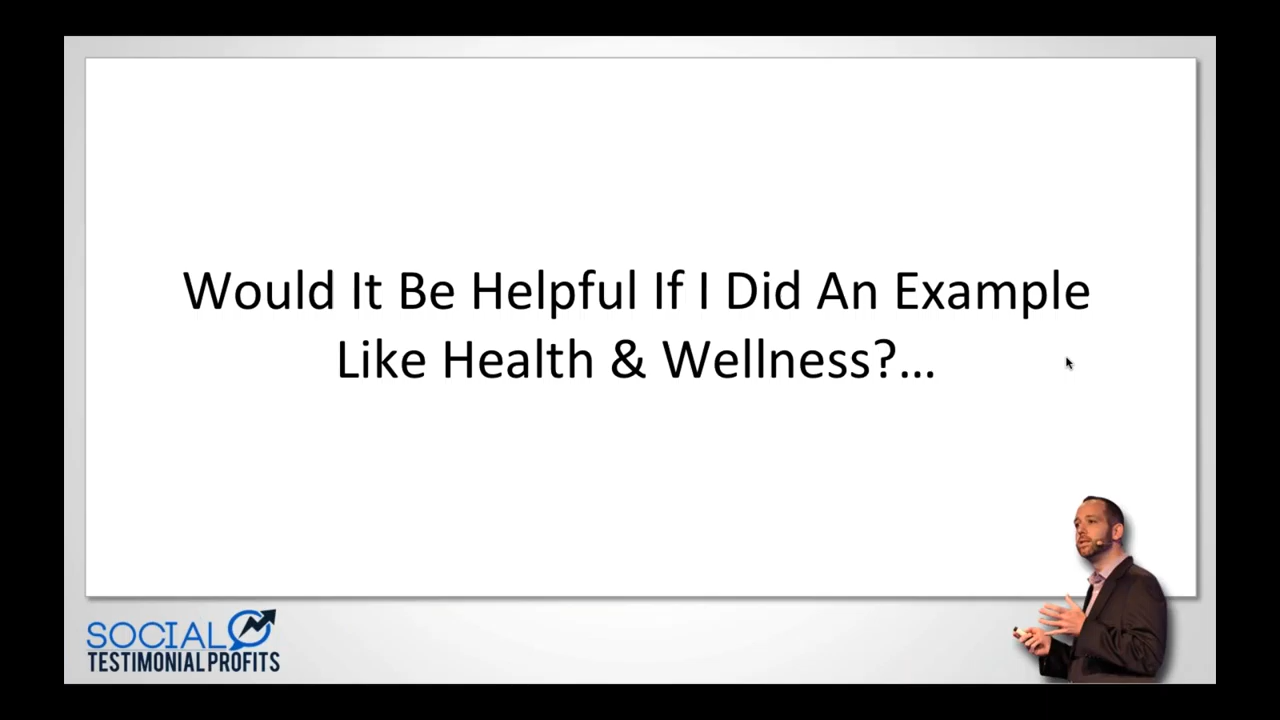 Would It Be Helpful If I Did An Example
Like Health & Wellness?...
SOCIAL
TESTIMONIAL PROFITS